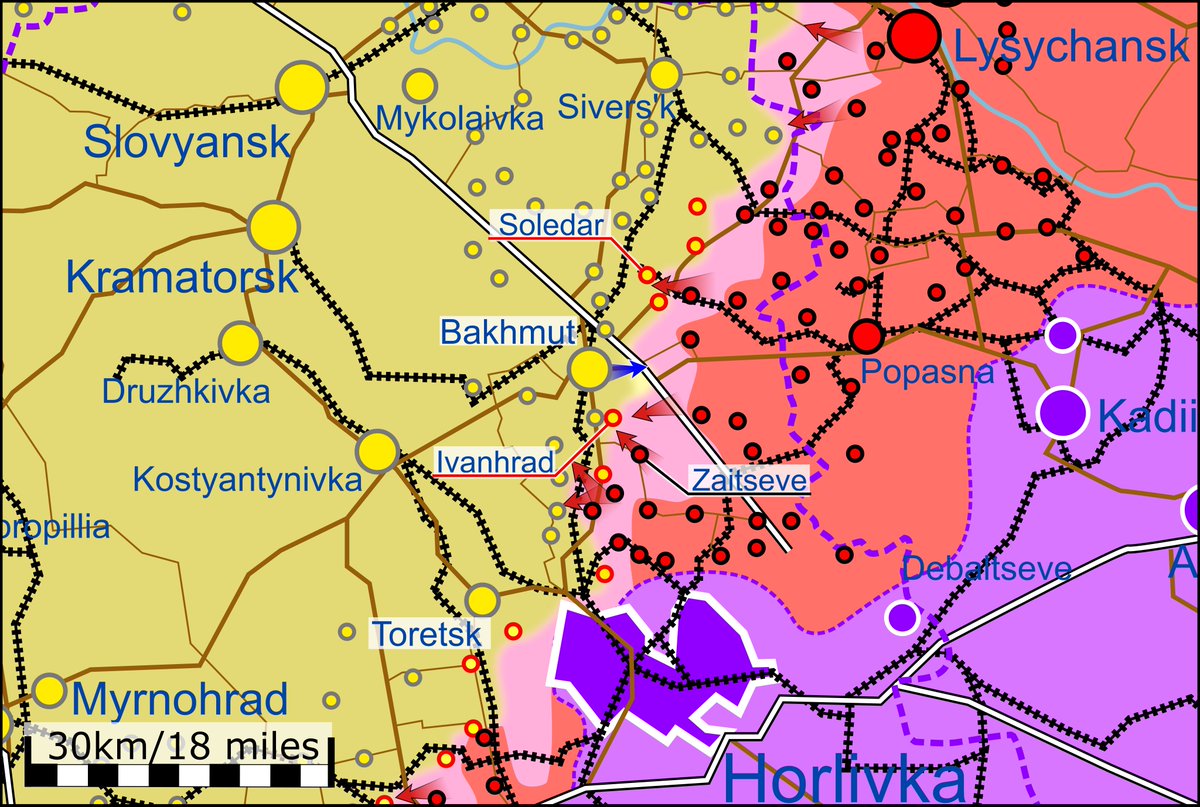 Lysychansk
Sivers'k
Mykolaivka
Slovyansk
Soledar
Kramatorsk
Bakhmut
Druzhkivka
Popasna
Kadii
Ivanhrad
Zaitseve
Kostyantynivka
oropillia
Debaltseve
A
Toretsk
Myrnohrad
30km/18 miles
Horlivka